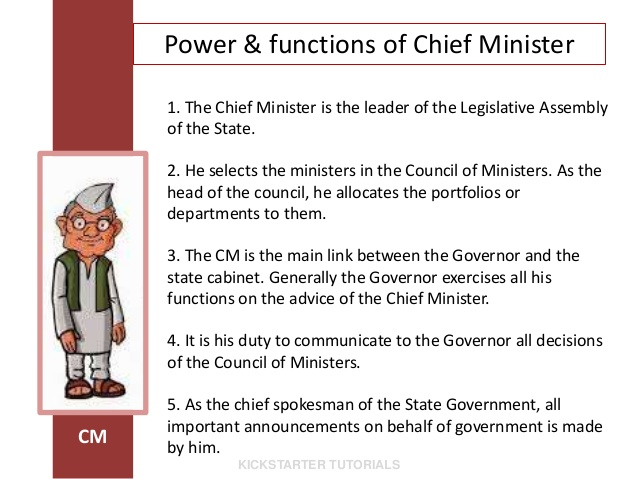 Power & functions of Chief Minister
1. The Chief Minister is the leader of the Legislative Assembly
of the State.
2. He selects the ministers in the Council of Ministers. As the
head of the council, he allocates the portfolios or
departments to them.
3. The CM is the main link between the Governor and the
state cabinet. Generally the Governor exercises all his
functions on the advice of the Chief Minister.
4. It is his duty to communicate to the Governor all decisions
of the Council of Ministers.
5. As the chief spokesman of the State Government, all
important announcements on behalf of government is made
by him.
CM
KICKSTARTER TUTORIALS